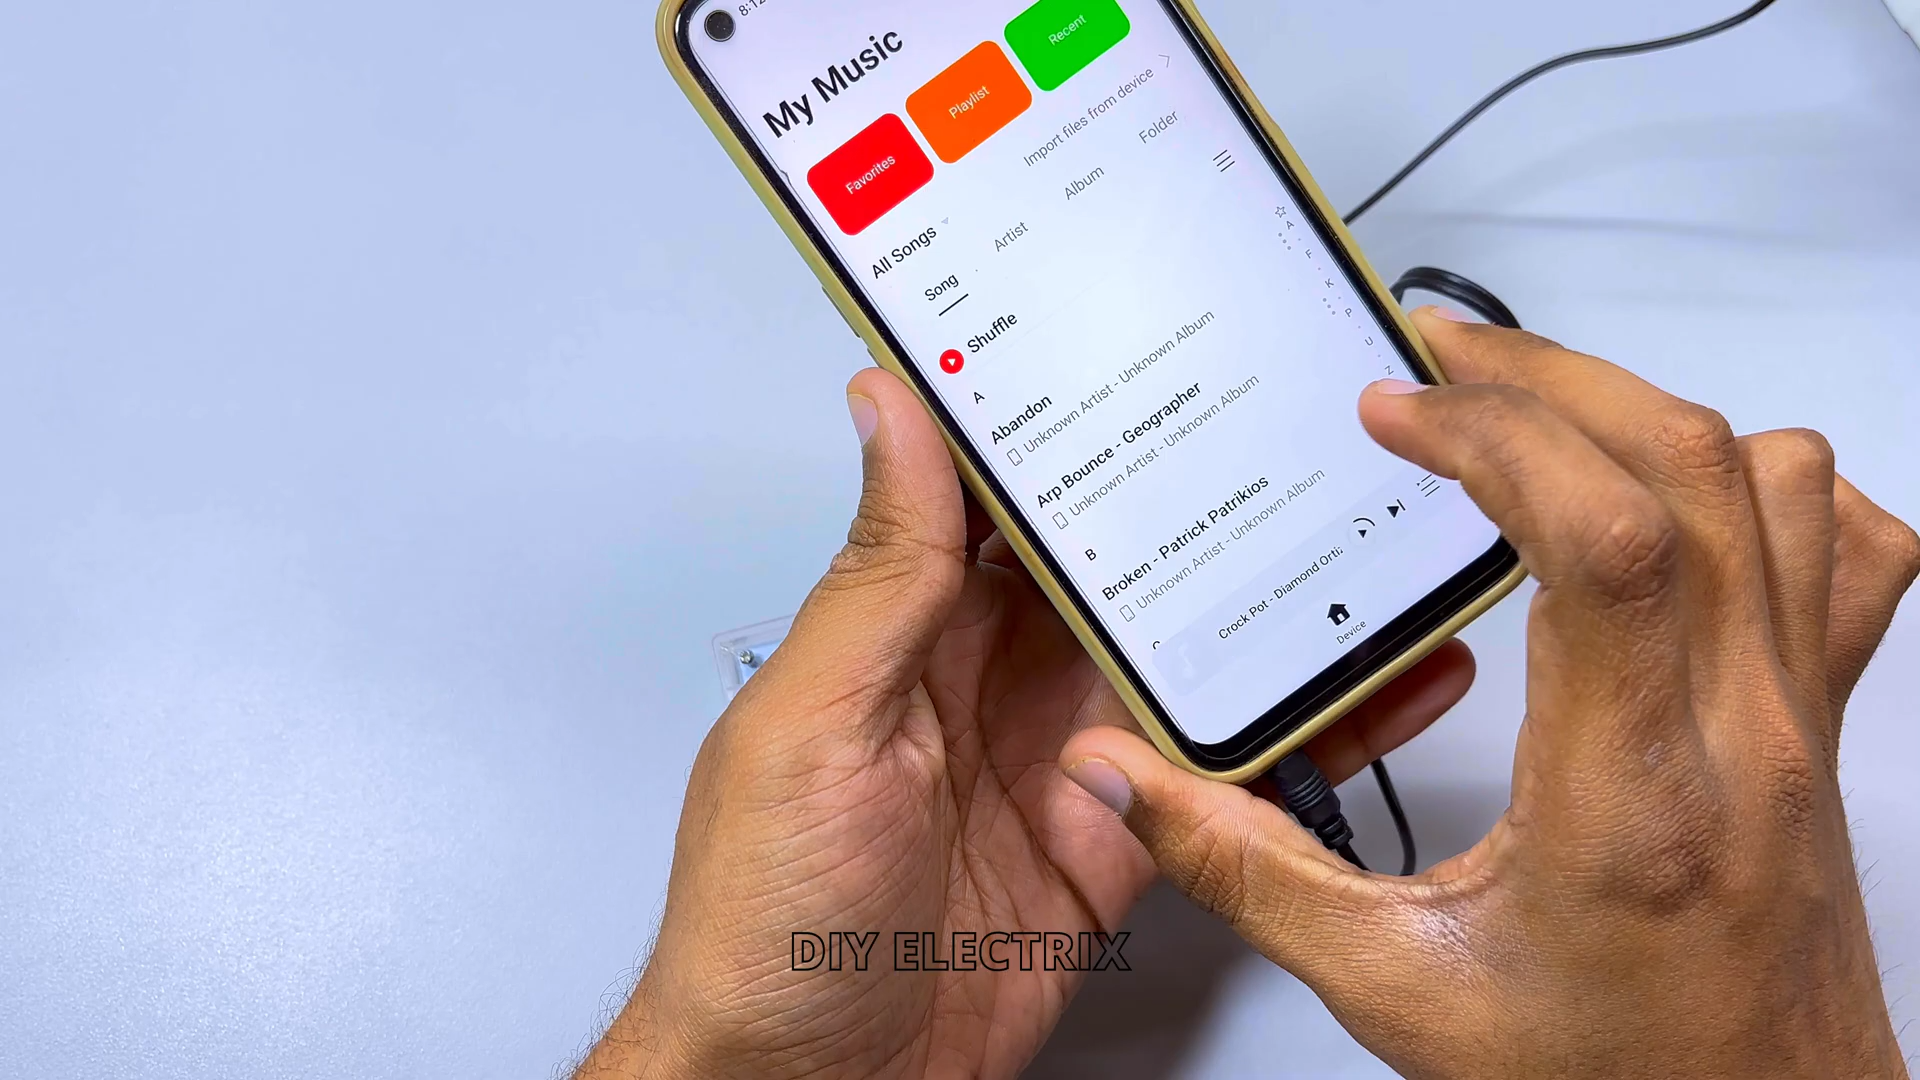 My Music
Favorites
Playlist
Recent
Import files from device
All Songs
Song
Artist
Album
Folder
Shuffle
A
Abandon
Unknown Artist - Unknown Album
Arp Bounce - Geographer
Unknown Artist - Unknown Album
B
Broken - Patrick Patrikios
Unknown Artist - Unknown Album
A
F
K
P
U
Z
Crock Pot - Diamond Orti
Device
DIY ELECTRIX